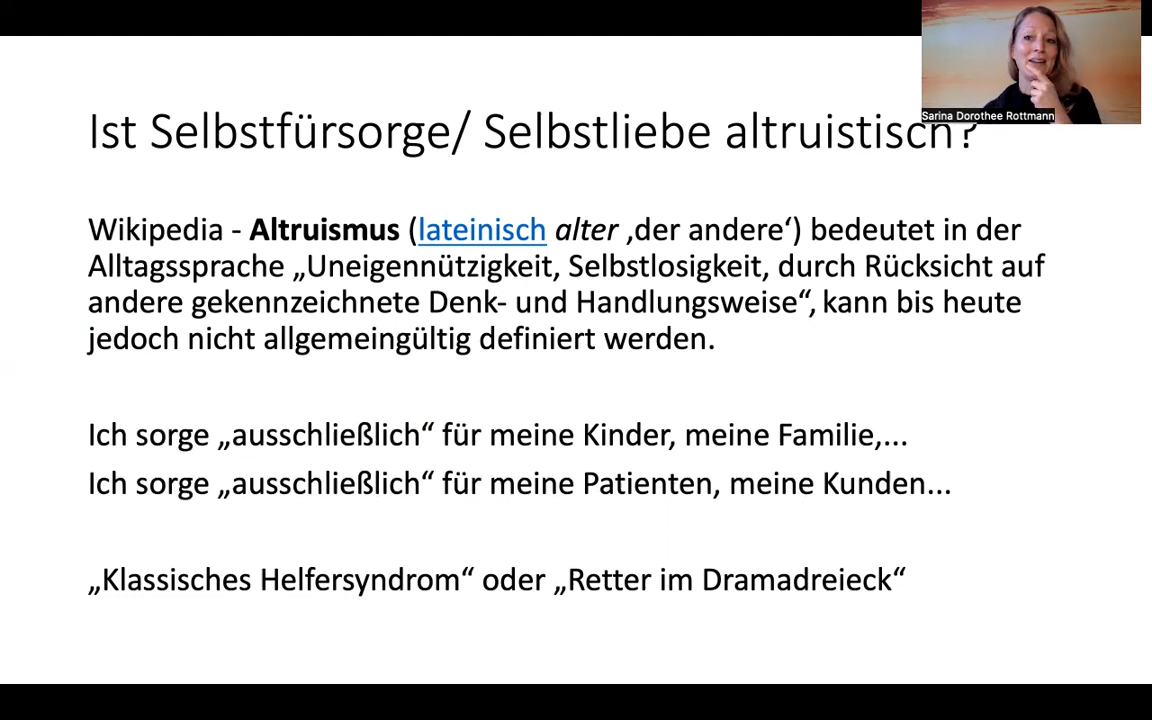 Sarina Dorothee Rottmann
Ist Selbstfürsorge/ Selbstliebe altruistisch?
Wikipedia - Altruismus (lateinisch alter ‚der andere‘) bedeutet in der
Alltagssprache „Uneigennützigkeit, Selbstlosigkeit, durch Rücksicht auf
andere gekennzeichnete Denk- und Handlungsweise“, kann bis heute
jedoch nicht allgemeingültig definiert werden.
Ich sorge „ausschließlich“ für meine Kinder, meine Familie,...
Ich sorge „ausschließlich“ für meine Patienten, meine Kunden...
„Klassisches Helfersyndrom“ oder „Retter im Dramadreieck“